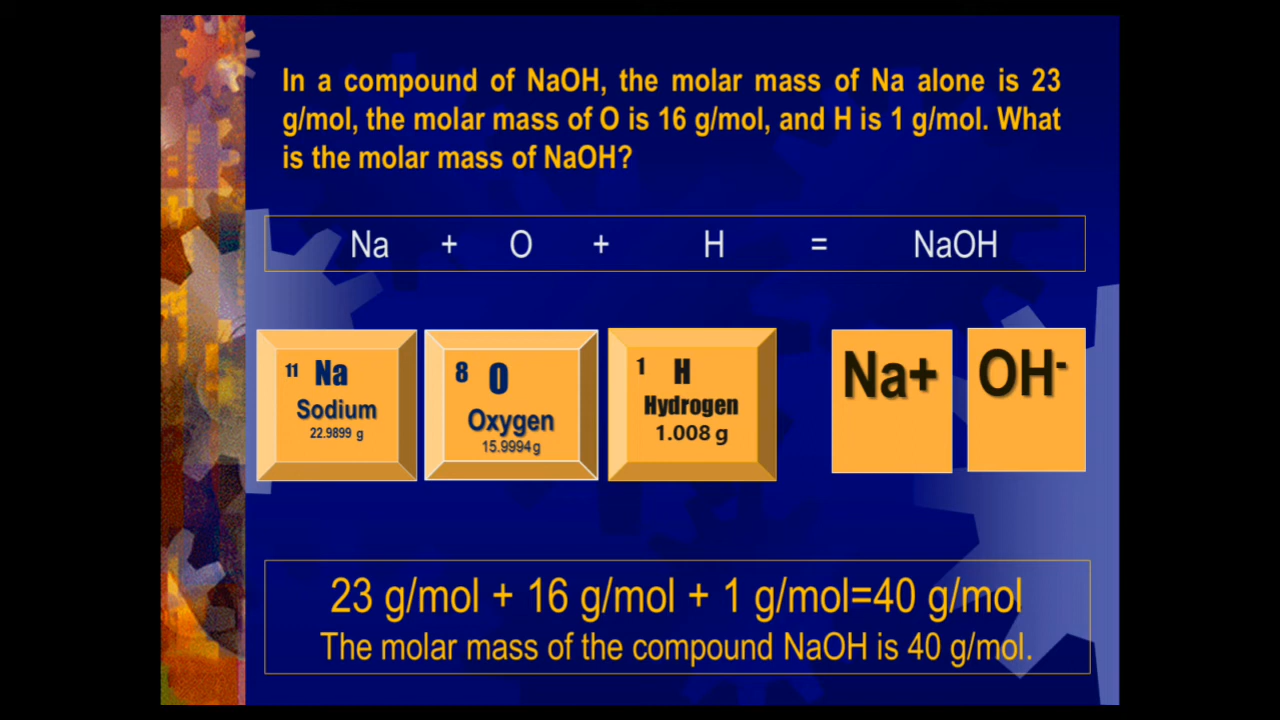 In a compound of NaOH, the molar mass of Na alone is 23
g/mol, the molar mass of O is 16 g/mol, and H is 1 g/mol. What
is the molar mass of NaOH?
Na + O + H = NaOH
11 Na
Sodium
22.9899 g
8 O
Oxygen
15.9994 g
1 H
Hydrogen
1.008 g
Na+
OH-
23 g/mol + 16 g/mol + 1 g/mol=40 g/mol
The molar mass of the compound NaOH is 40 g/mol.